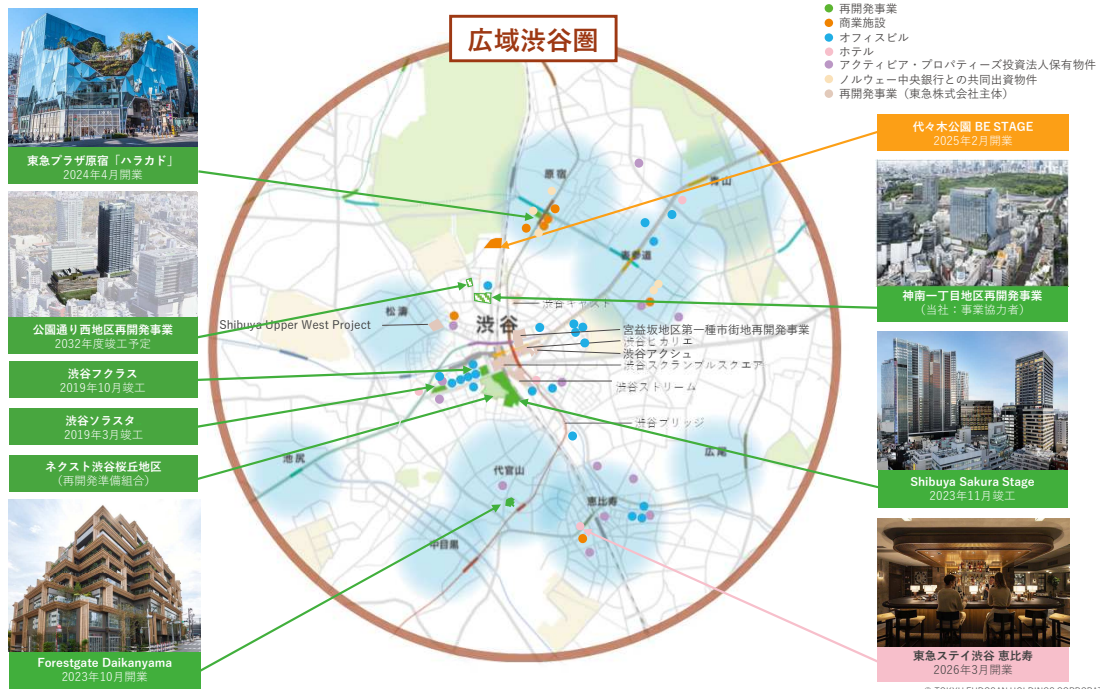 広域渋谷圏
再開発事業
商業施設
オフィスビル
ホテル
アクティビア・プロパティーズ投資法人保有物件
ノルウェー中央銀行との共同出資物件
再開発事業（東急株式会社主体）
東急プラザ原宿「ハラカド」
2024年4月開業
公園通り西地区再開発事業
2032年度竣工予定
渋谷フクラス
2019年10月竣工
渋谷ソラスタ
2019年3月竣工
ネクスト渋谷桜丘地区
（再開発準備組合）
Forestgate Daikanyama
2023年10月開業
原宿
青山
表参道
松濤
渋谷
Shibuya Upper West Project
渋谷キャスト
宮益坂地区第一種市街地再開発事業
渋谷ヒカリエ
渋谷アクシュ
渋谷スクランブルスクエア
渋谷ストリーム
渋谷ブリッジ
池尻
代官山
広尾
恵比寿
中目黒
代々木公園 BE STAGE
2025年2月開業
神南一丁目地区再開発事業
（当社：事業協力者）
Shibuya Sakura Stage
2023年11月竣工
東急ステイ渋谷 恵比寿
2026年3月開業